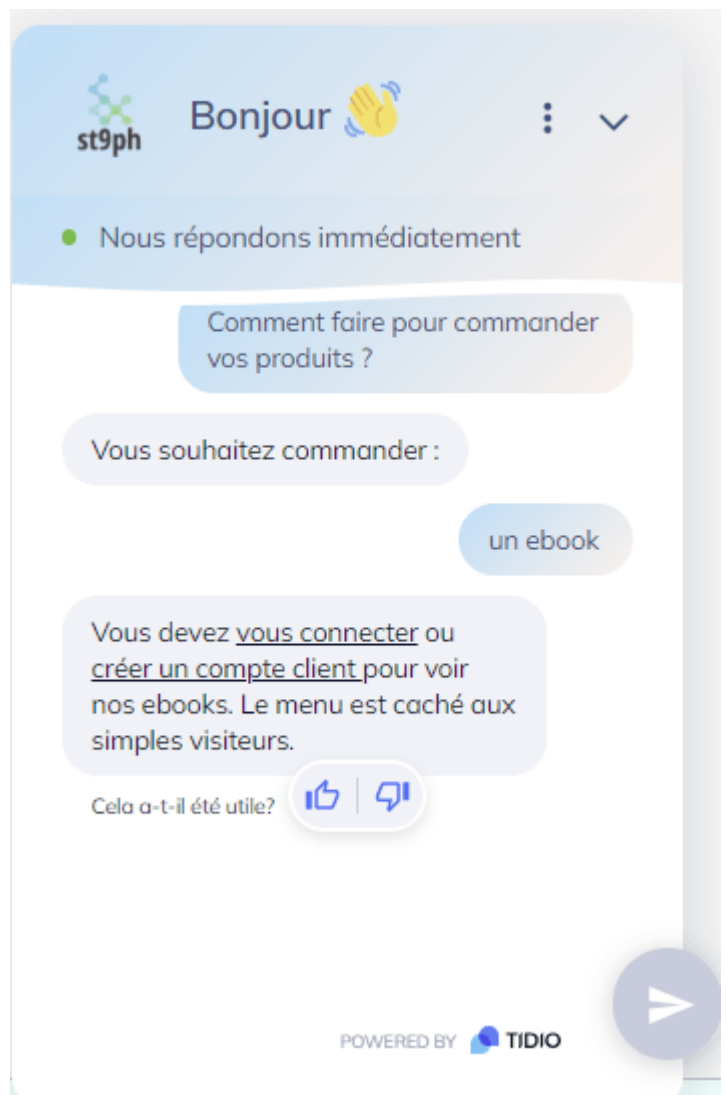 st9ph
Bonjour 👋
Nous répondons immédiatement
Comment faire pour commander
vos produits ?
Vous souhaitez commander :
un ebook
Vous devez vous connecter ou
créer un compte client pour voir
nos ebooks. Le menu est caché aux
simples visiteurs.
Cela a-t-il été utile?
POWERED BY TIDIO